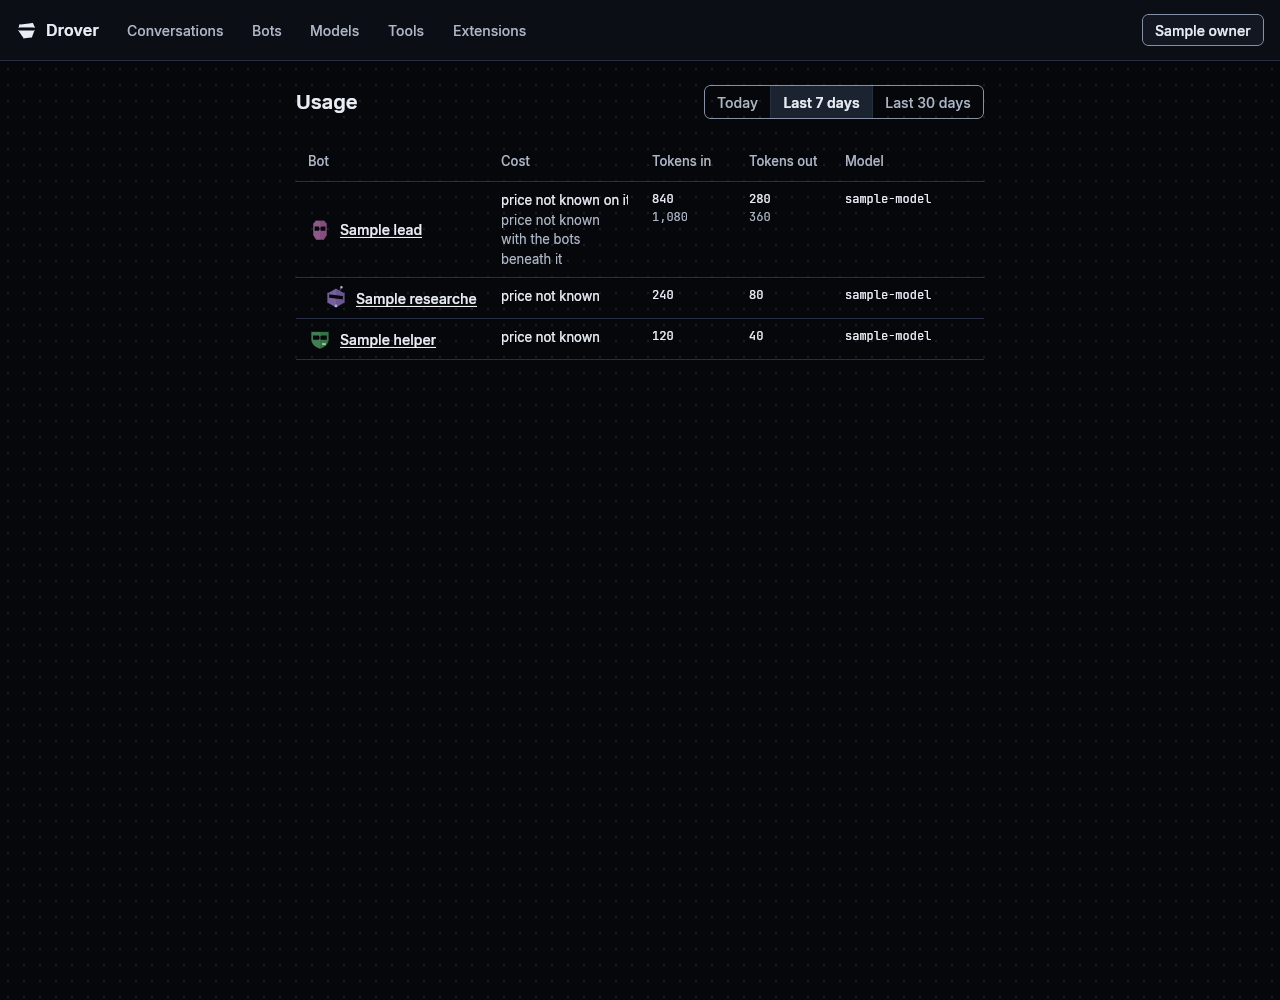 Drover
Conversations
Bots
Models
Tools
Extensions
Sample owner
Usage
Today
Last 7 days
Last 30 days
Bot
Cost
Tokens in
Tokens out
Model
Sample lead
price not known on it
price not known
with the bots
beneath it
840
1,080
280
360
sample-model
Sample researche
price not known
240
80
sample-model
Sample helper
price not known
120
40
sample-model